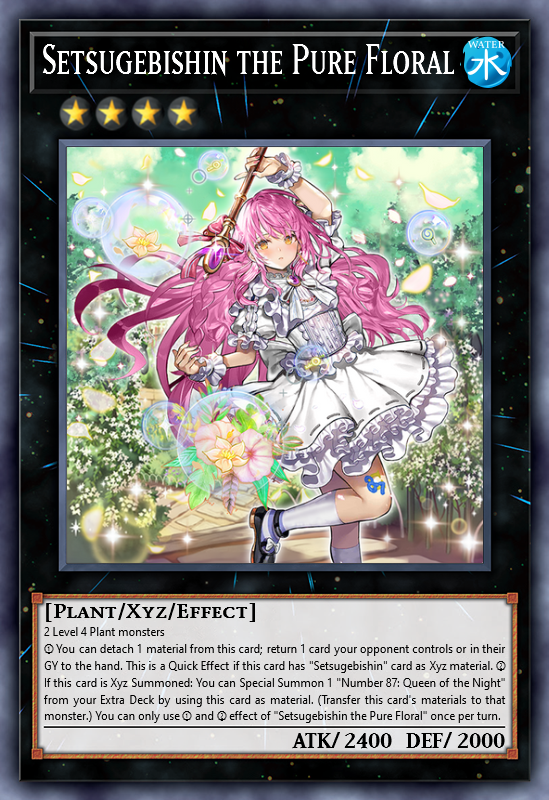 Setsugebishin the Pure Floral
WATER
水
87
[Plant/Xyz/Effect]
2 Level 4 Plant monsters
① You can detach 1 material from this card; return 1 card your opponent controls or in their
GY to the hand. This is a Quick Effect if this card has "Setsugebishin" card as Xyz material. ②
If this card is Xyz Summoned: You can Special Summon 1 "Number 87: Queen of the Night"
from your Extra Deck by using this card as material. (Transfer this card's materials to that
monster.) You can only use ① and ② effect of "Setsugebishin the Pure Floral" once per turn.
ATK/ 2400 DEF/ 2000